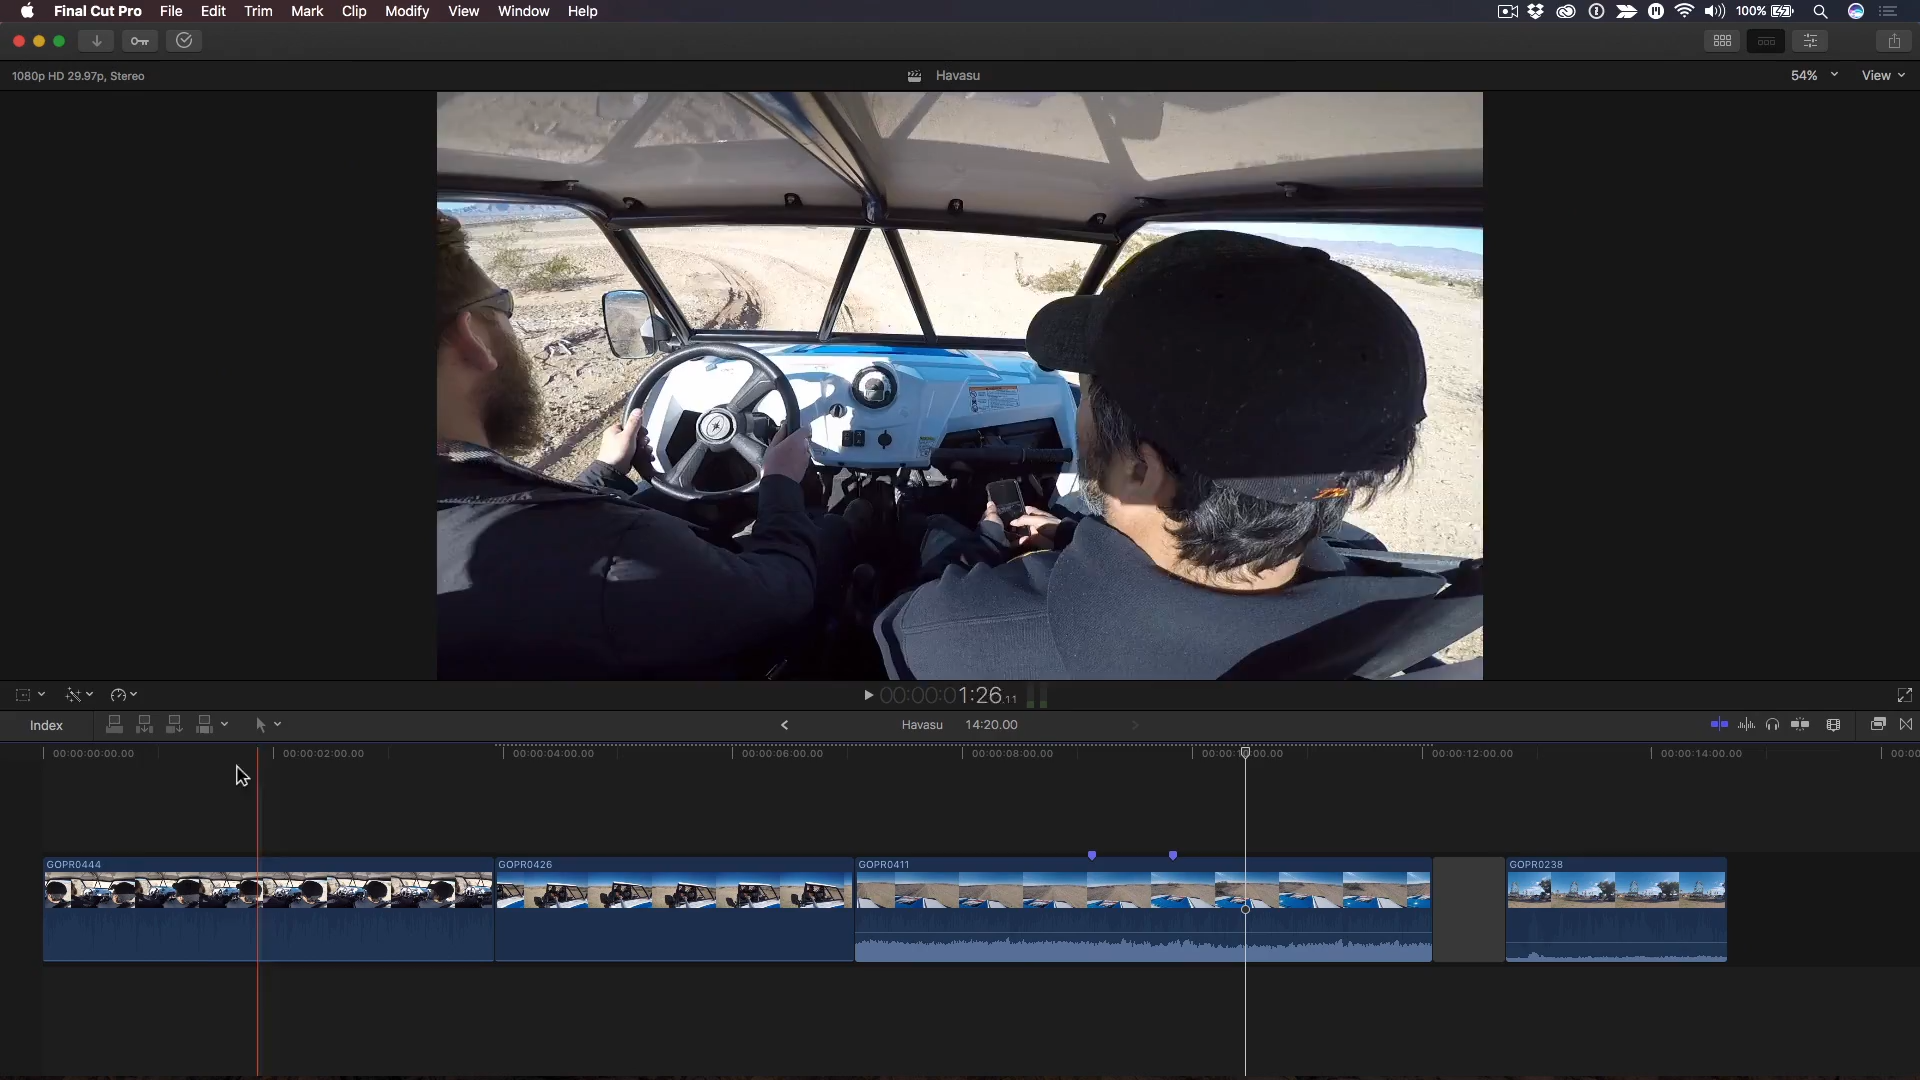 Final Cut Pro File Edit Trim Mark Clip Modify View Window Help 100%
1080p HD 29.97p, Stereo Havasu 54% View
00:00:01:26.11
Index Havasu 14:20.00
00:00:00:00.00 00:00:02:00.00 00:00:04:00.00 00:00:06:00.00 00:00:08:00.00 00:00:12:00.00 00:00:14:00.00
GOPR0444 GOPR0426 GOPR0411 GOPR0238